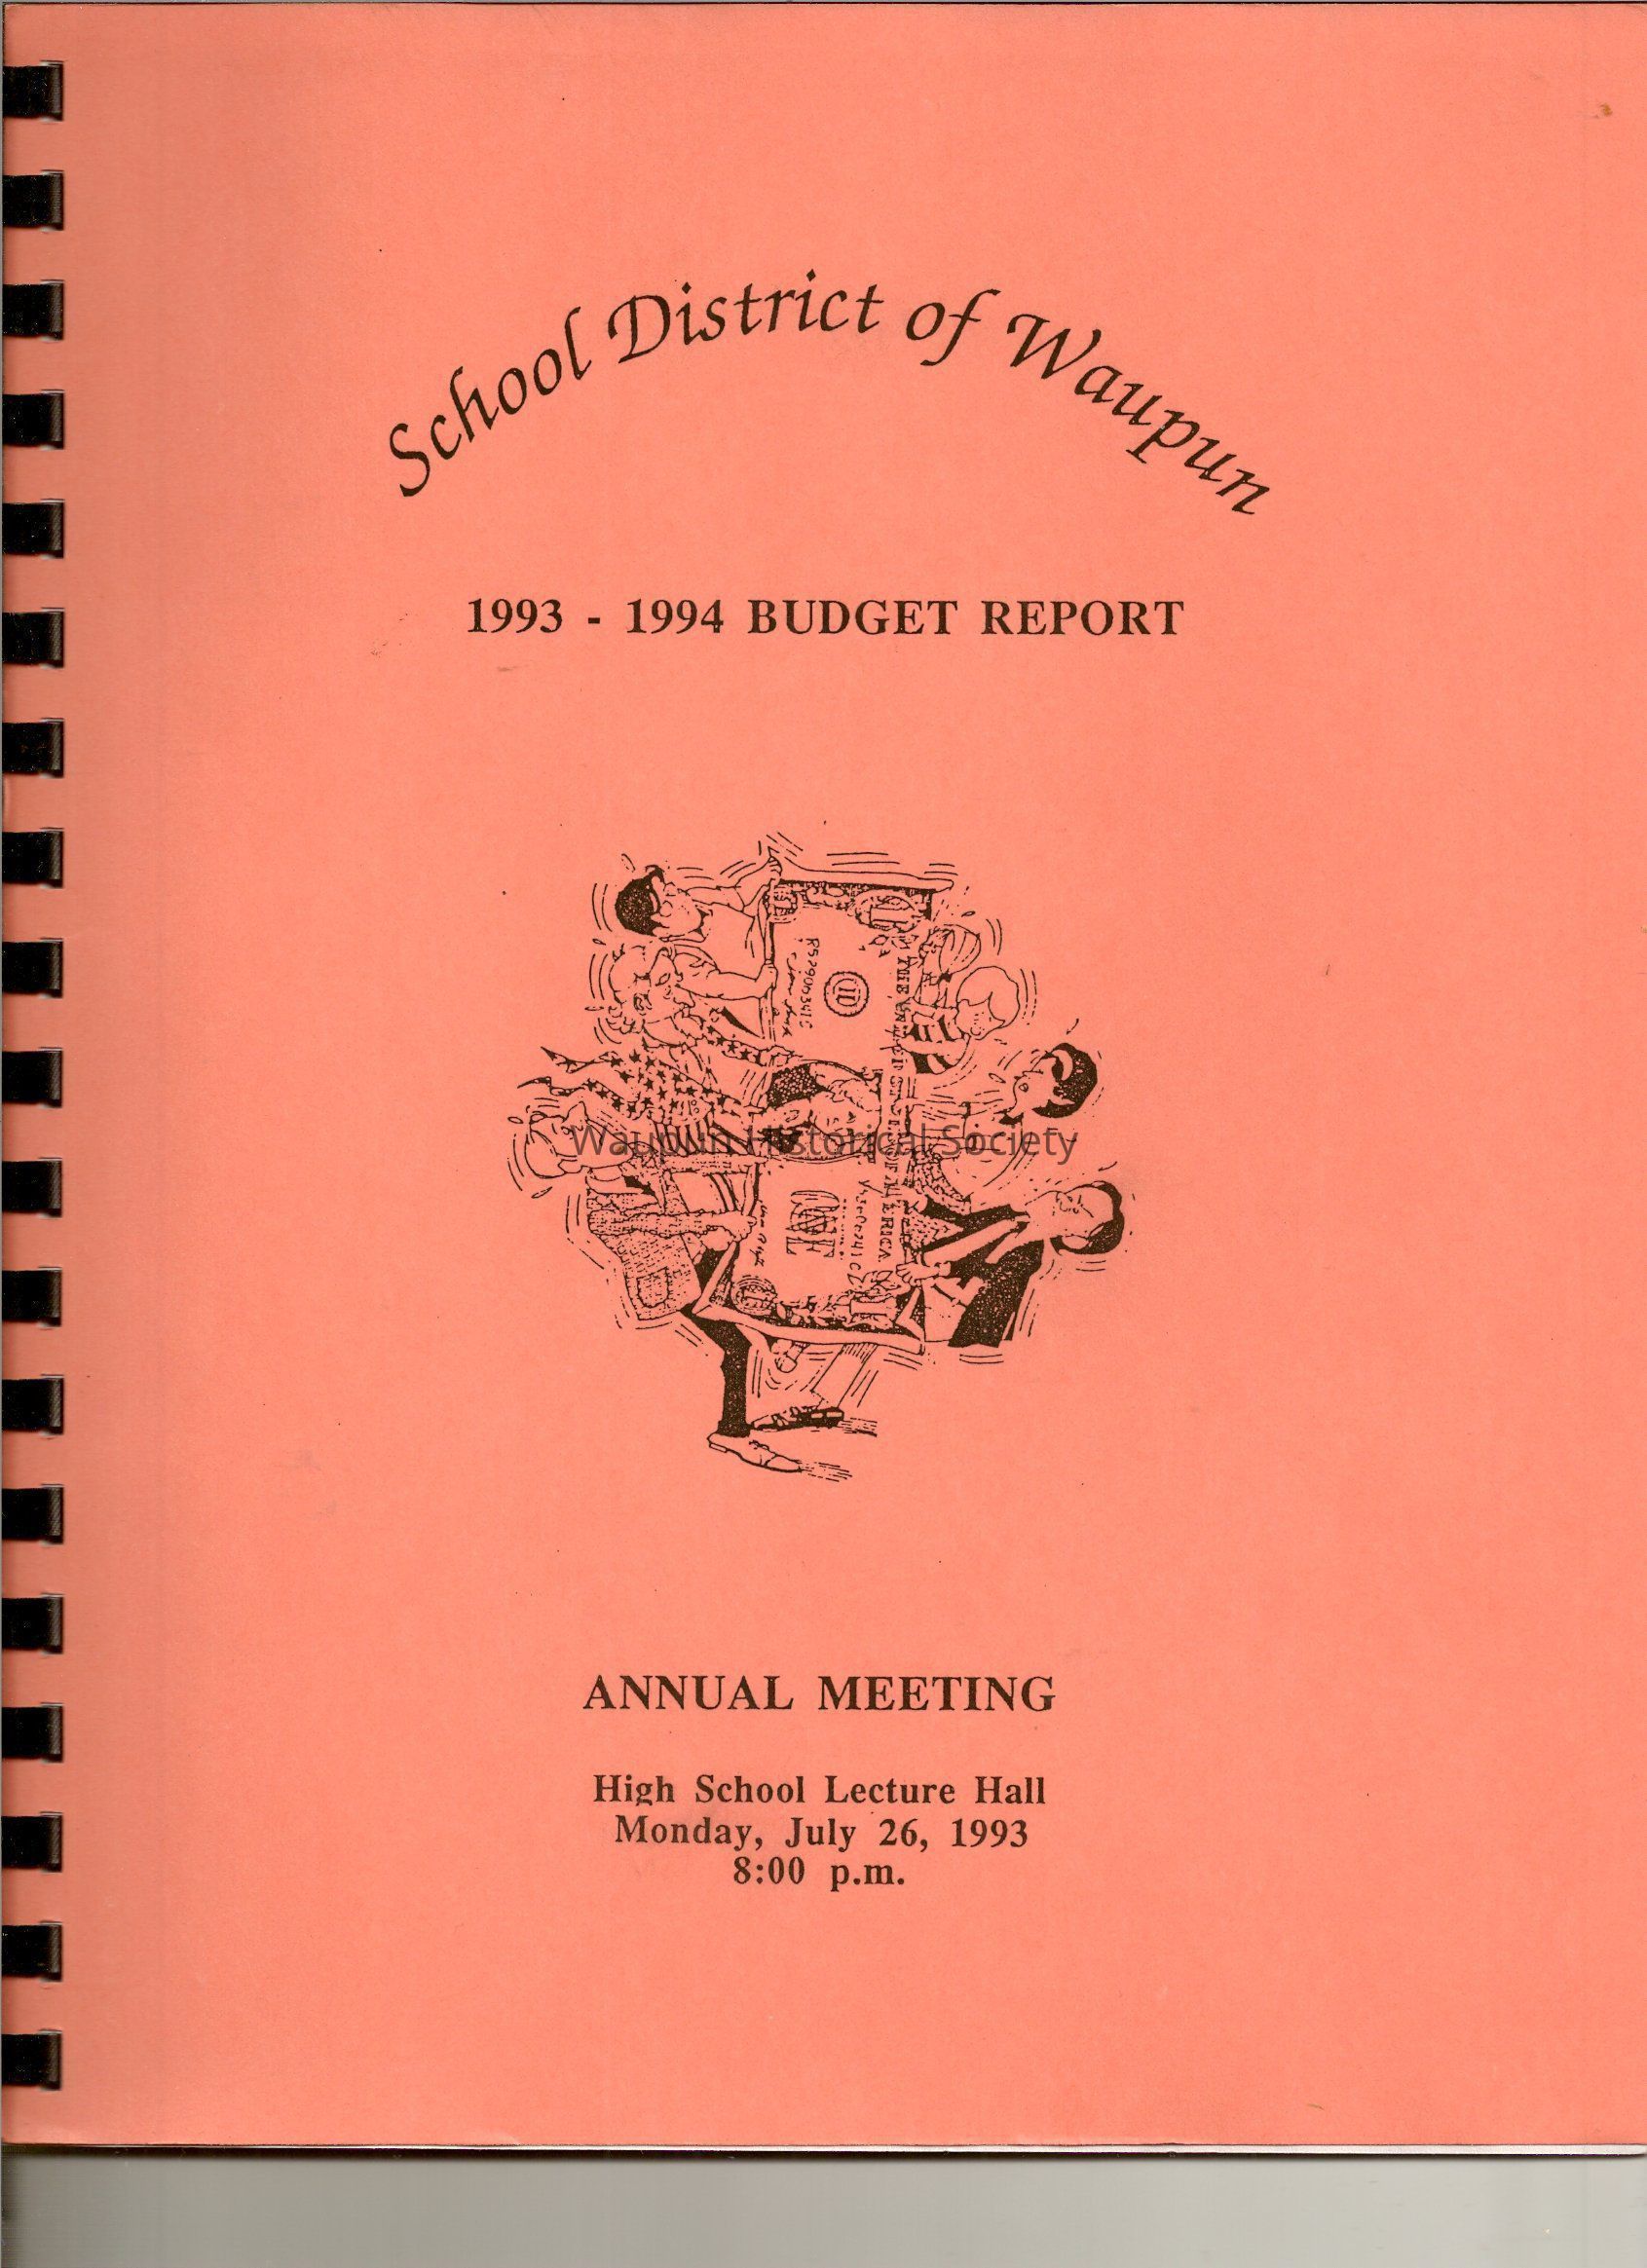 School District of Waupun
1993 - 1994 BUDGET REPORT
Waupun Historical Society
ANNUAL MEETING
High School Lecture Hall
Monday, July 26, 1993
8:00 p.m.